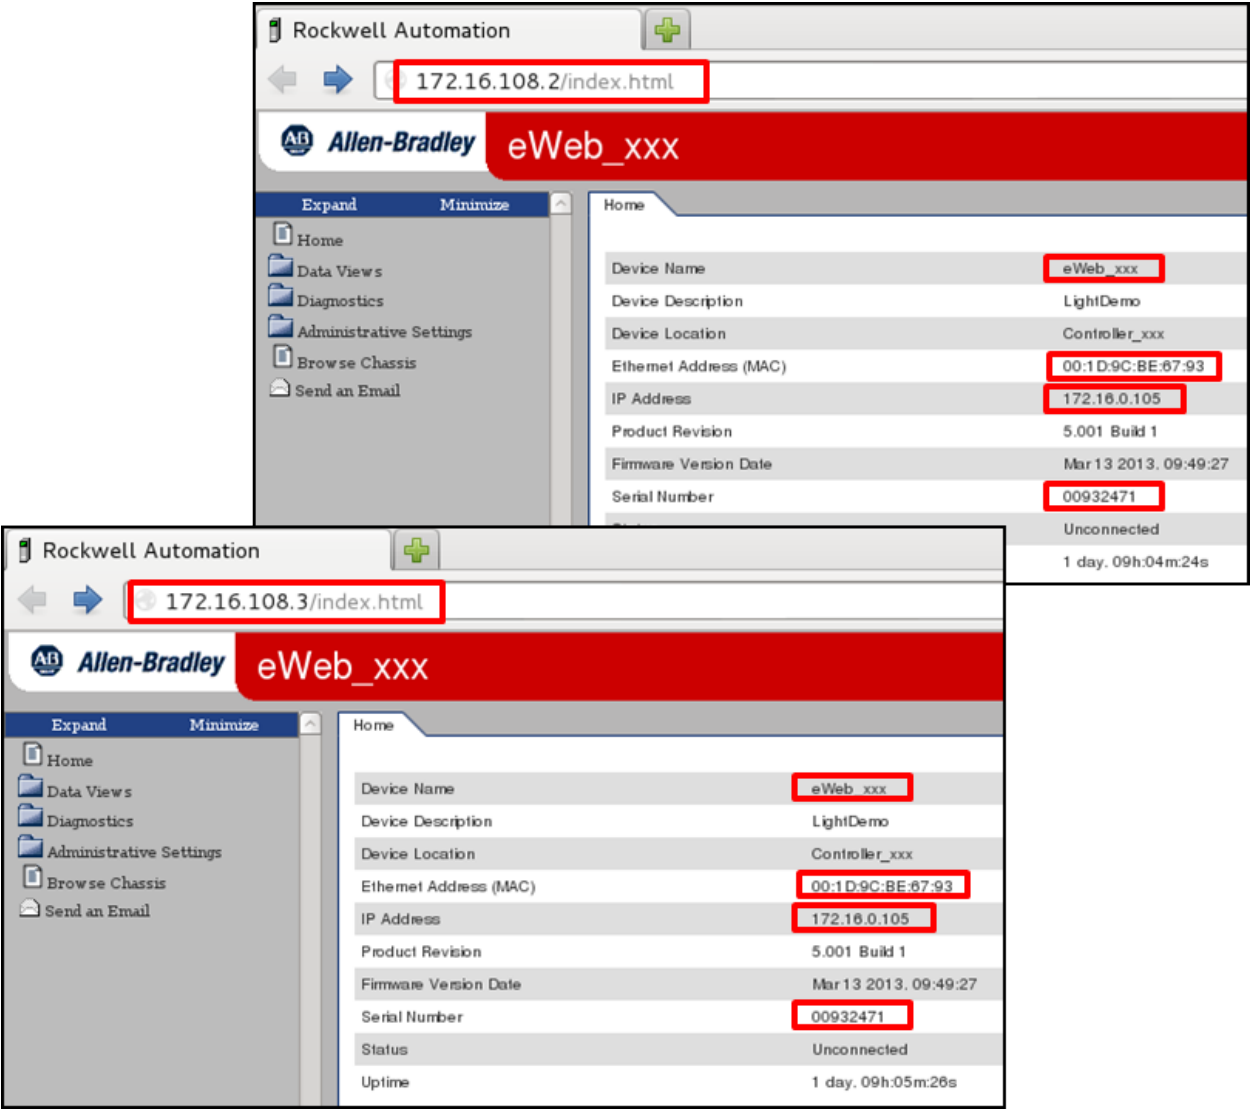 Rockwell Automation
172.16.108.2/index.html
AB Allen-Bradley eWeb_xxx
Expand Minimize
Home
Data Views
Diagnostics
Administrative Settings
Browse Chassis
Send an Email
Home
Device Name eWeb_xxx
Device Description LightDemo
Device Location Controller_xxx
Ethernet Address (MAC) 00:1D:9C:BE:67:93
IP Address 172.16.0.105
Product Revision 5.001 Build 1
Firmware Version Date Mar 13 2013, 09:49:27
Serial Number 00932471
Unconnected
1 day, 09h:04m:24s
Rockwell Automation
172.16.108.3/index.html
AB Allen-Bradley eWeb_xxx
Expand Minimize
Home
Data Views
Diagnostics
Administrative Settings
Browse Chassis
Send an Email
Home
Device Name eWeb_xxx
Device Description LightDemo
Device Location Controller_xxx
Ethernet Address (MAC) 00:1D:9C:BE:67:93
IP Address 172.16.0.105
Product Revision 5.001 Build 1
Firmware Version Date Mar 13 2013, 09:49:27
Serial Number 00932471
Status Unconnected
Uptime 1 day, 09h:05m:26s